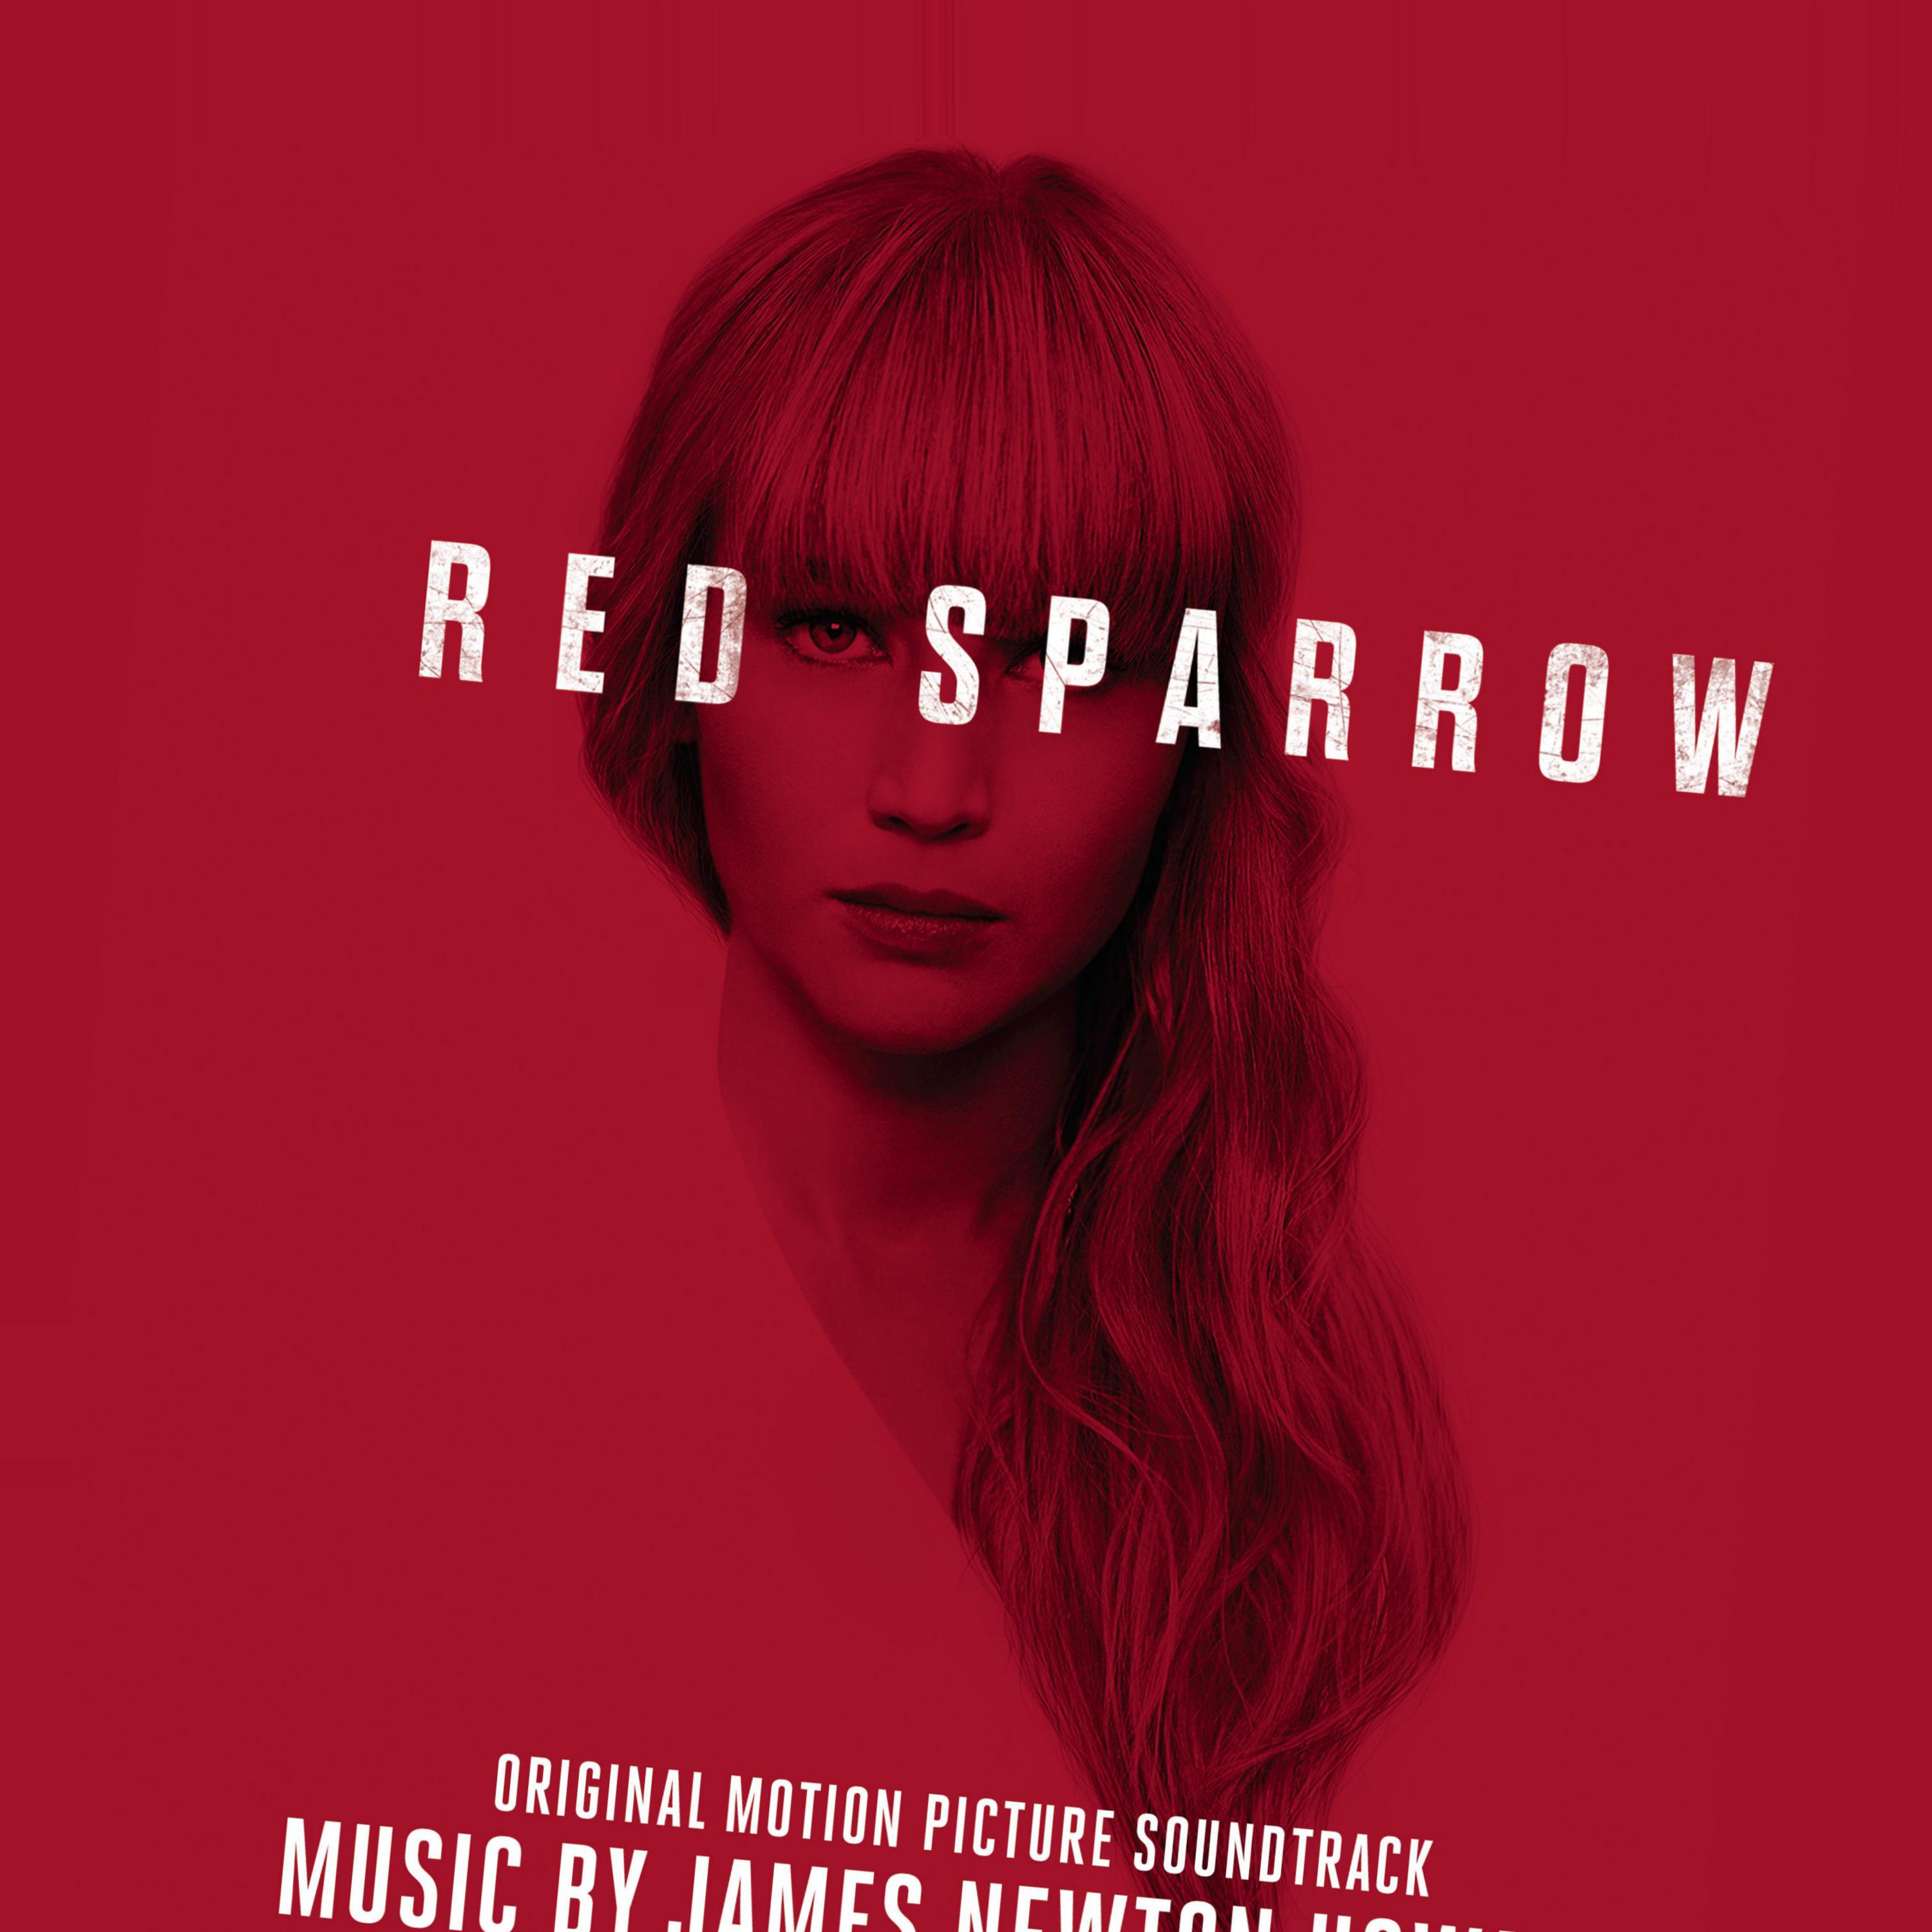 RED SPARROW
ORIGINAL MOTION PICTURE SOUNDTRACK
MUSIC BY JAMES NEWTON